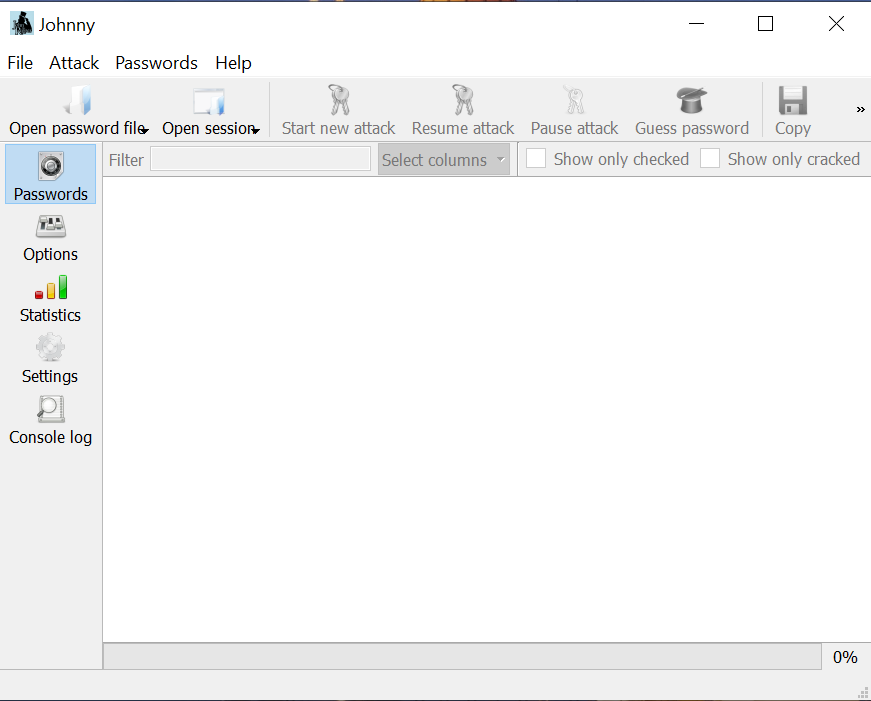 Johnny
File Attack Passwords Help
Open password file Open session Start new attack Resume attack Pause attack Guess password Copy »
Passwords Filter Select columns Show only checked Show only cracked
Options
Statistics
Settings
Console log
0%